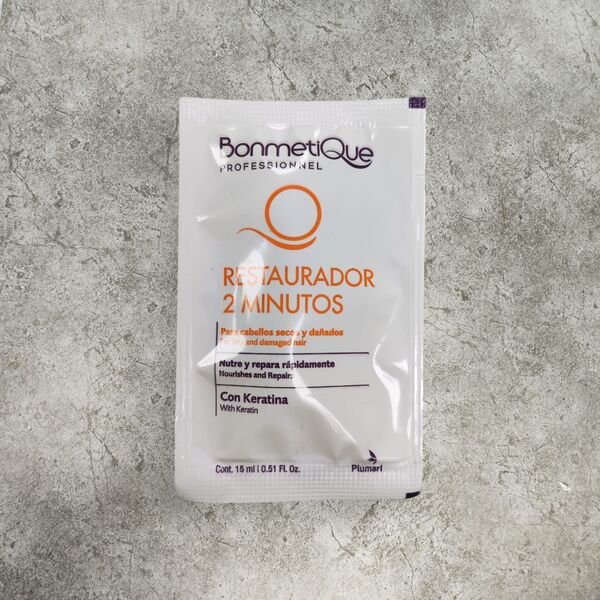 BonmetiQue
PROFESSIONNEL
RESTAURADOR
2 MINUTOS
Para cabellos secos y dañados
For Dry and damaged hair
Nutre y repara rápidamente
Nourishes and Repairs
Con Keratina
With Keratin
Cont. 15 ml | 0.51 Fl. Oz.
Plumari